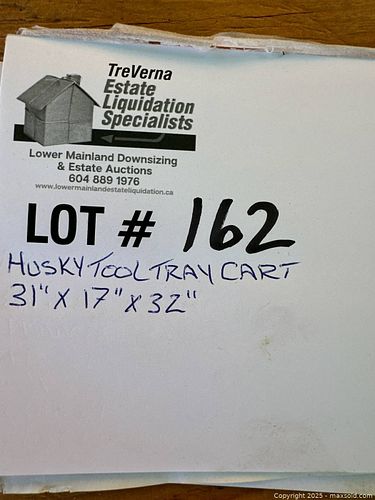 TreVerna
Estate
Liquidation
Specialists
Lower Mainland Downsizing
& Estate Auctions
604 889 1976
www.lowermainlandestateliquidation.ca
LOT # 162
HUSKY TOOL TRAY CART
31" X 17" X 32"
Copyright 2025 - maxsold.com